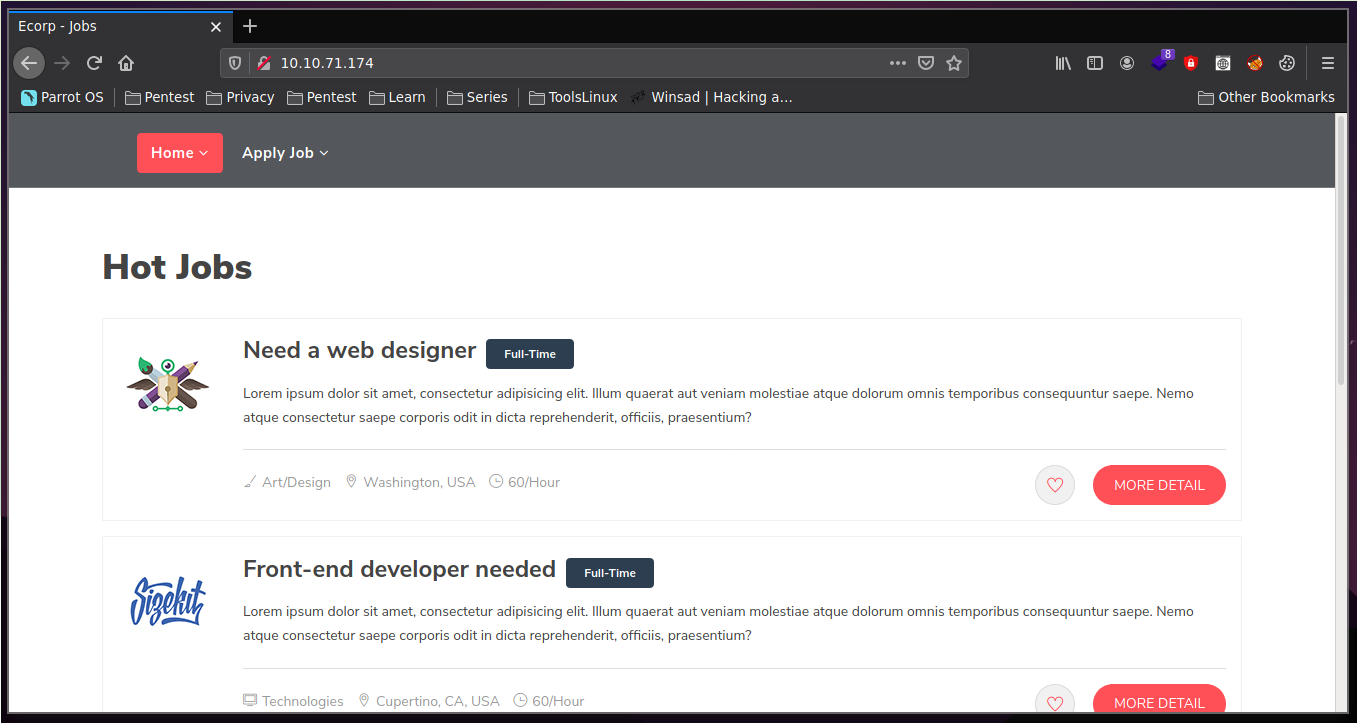 Ecorp - Jobs
10.10.71.174
8
Parrot OS Pentest Privacy Pentest Learn Series ToolsLinux Winsad | Hacking a... Other Bookmarks
Home Apply Job
Hot Jobs
Need a web designer Full-Time
Lorem ipsum dolor sit amet, consectetur adipisicing elit. Illum quaerat aut veniam molestiae atque dolorum omnis temporibus consequuntur saepe. Nemo
atque consectetur saepe corporis odit in dicta reprehenderit, officiis, praesentium?
Art/Design Washington, USA 60/Hour MORE DETAIL
Front-end developer needed Full-Time
Sizekit
Lorem ipsum dolor sit amet, consectetur adipisicing elit. Illum quaerat aut veniam molestiae atque dolorum omnis temporibus consequuntur saepe. Nemo
atque consectetur saepe corporis odit in dicta reprehenderit, officiis, praesentium?
Technologies Cupertino, CA, USA 60/Hour MORE DETAIL